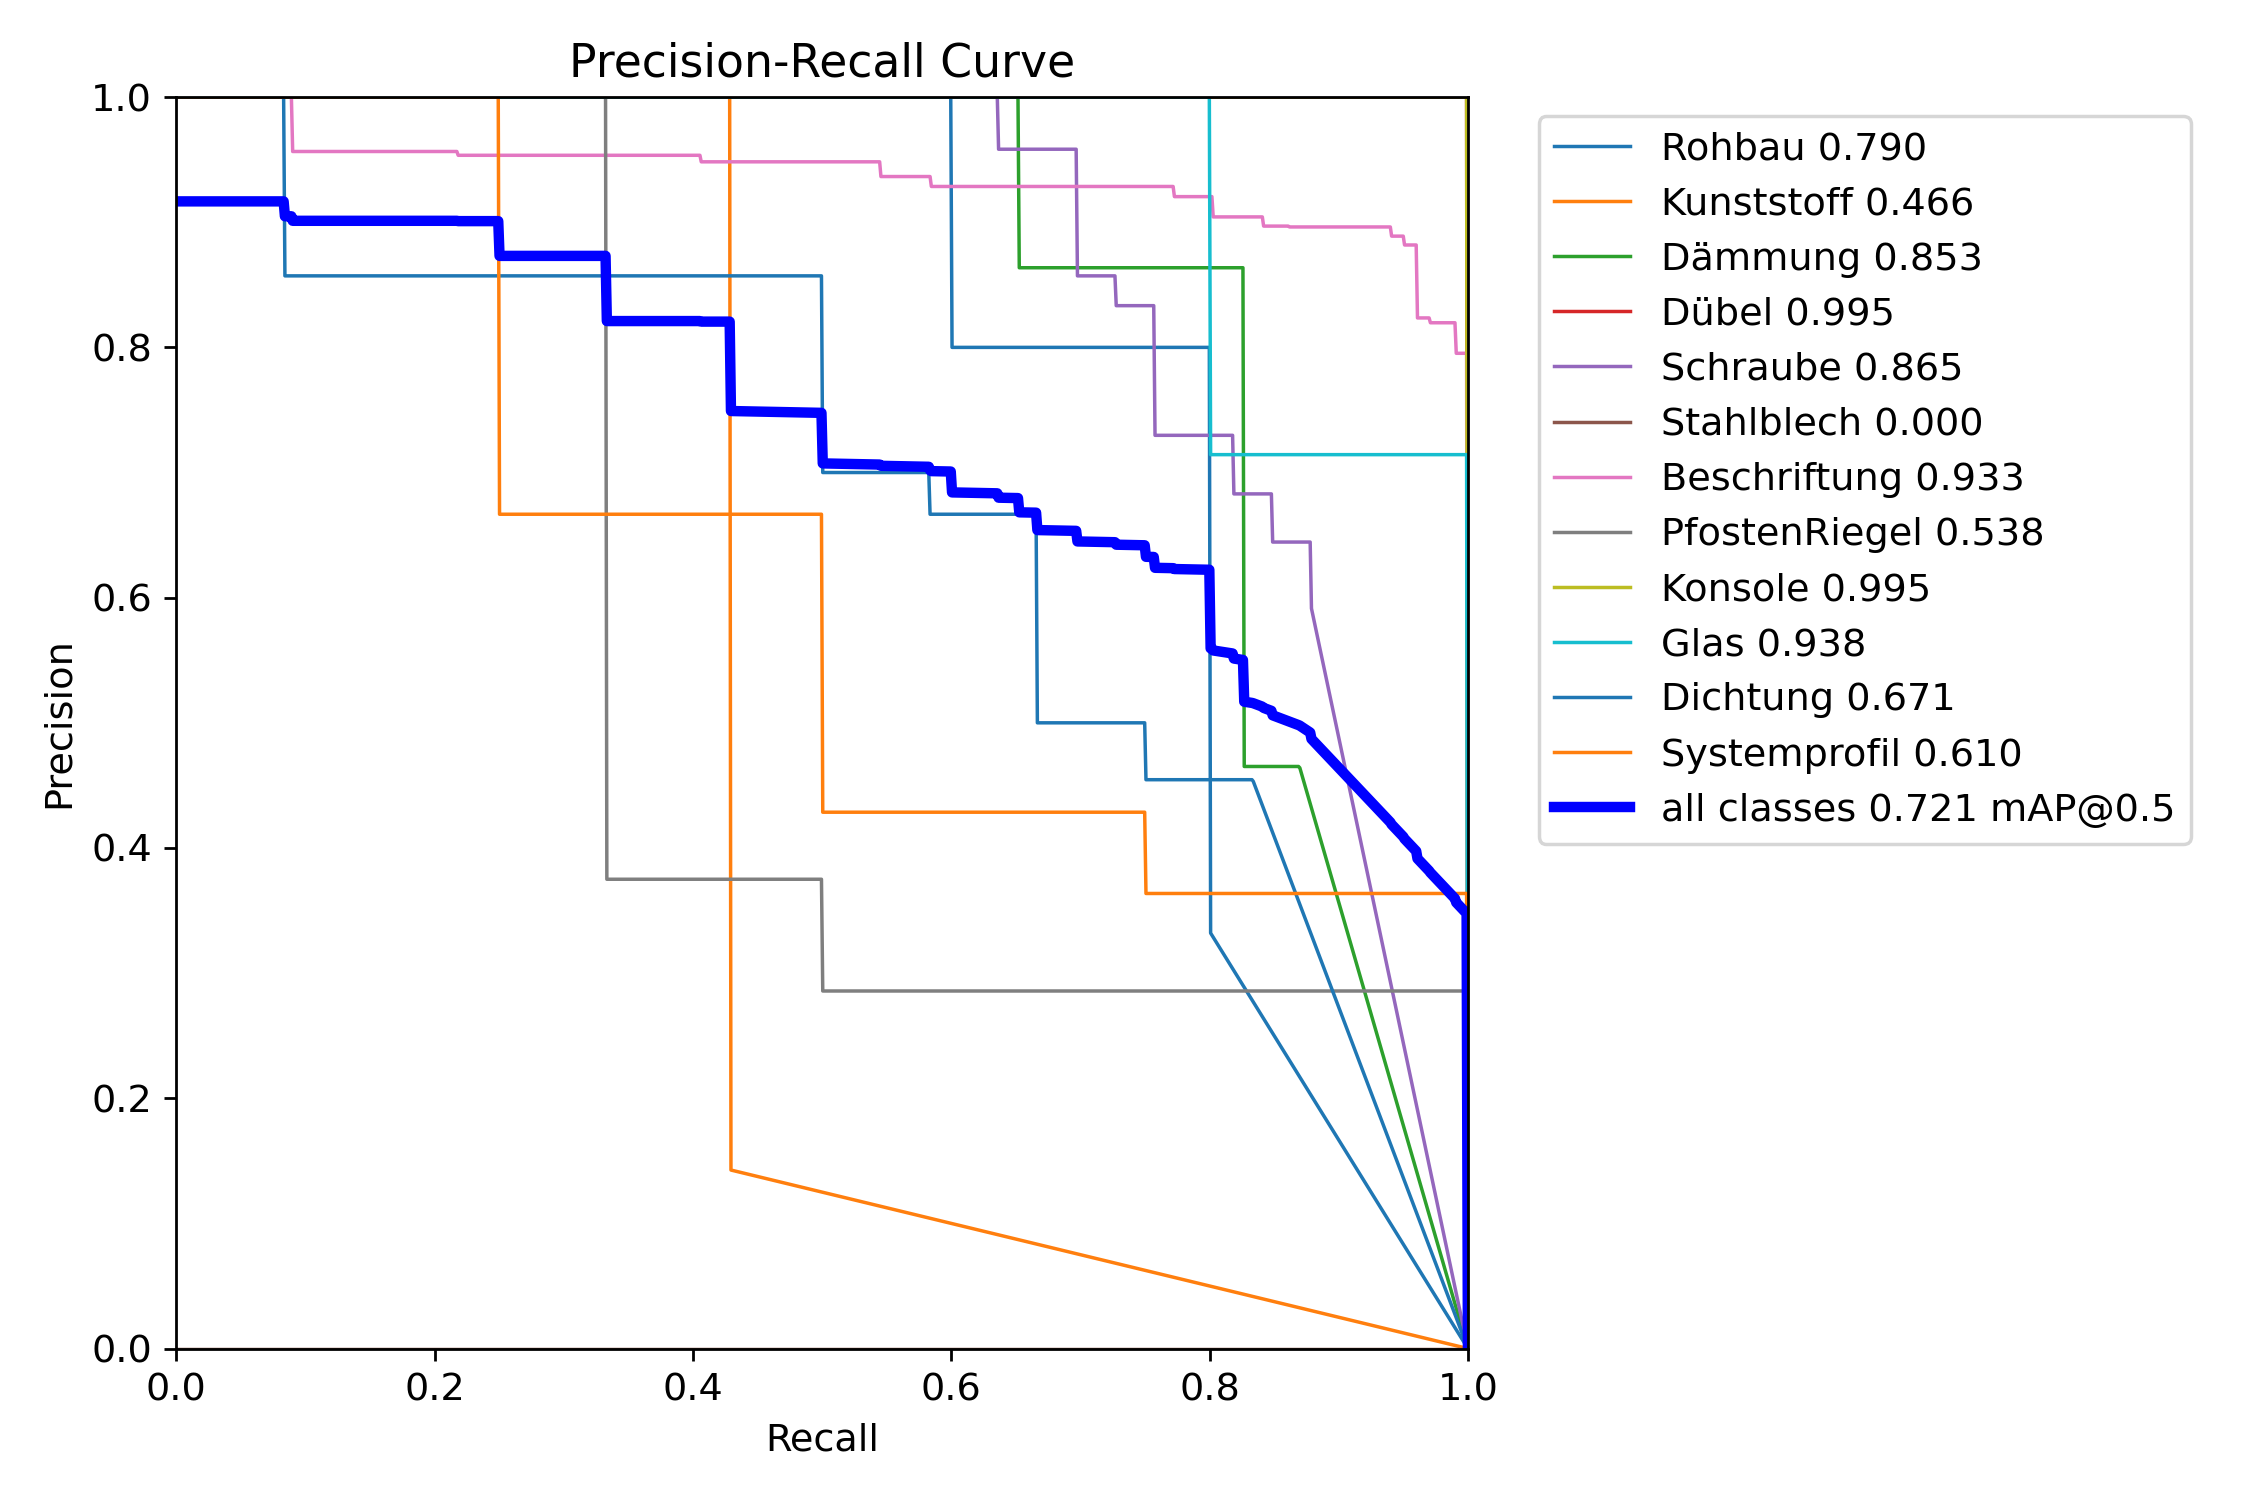 Precision-Recall Curve
1.0
0.8
0.6
0.4
0.2
0.0
Precision
0.0 0.2 0.4 0.6 0.8 1.0
Recall
Rohbau 0.790
Kunststoff 0.466
Dämmung 0.853
Dübel 0.995
Schraube 0.865
Stahlblech 0.000
Beschriftung 0.933
PfostenRiegel 0.538
Konsole 0.995
Glas 0.938
Dichtung 0.671
Systemprofil 0.610
all classes 0.721 mAP@0.5